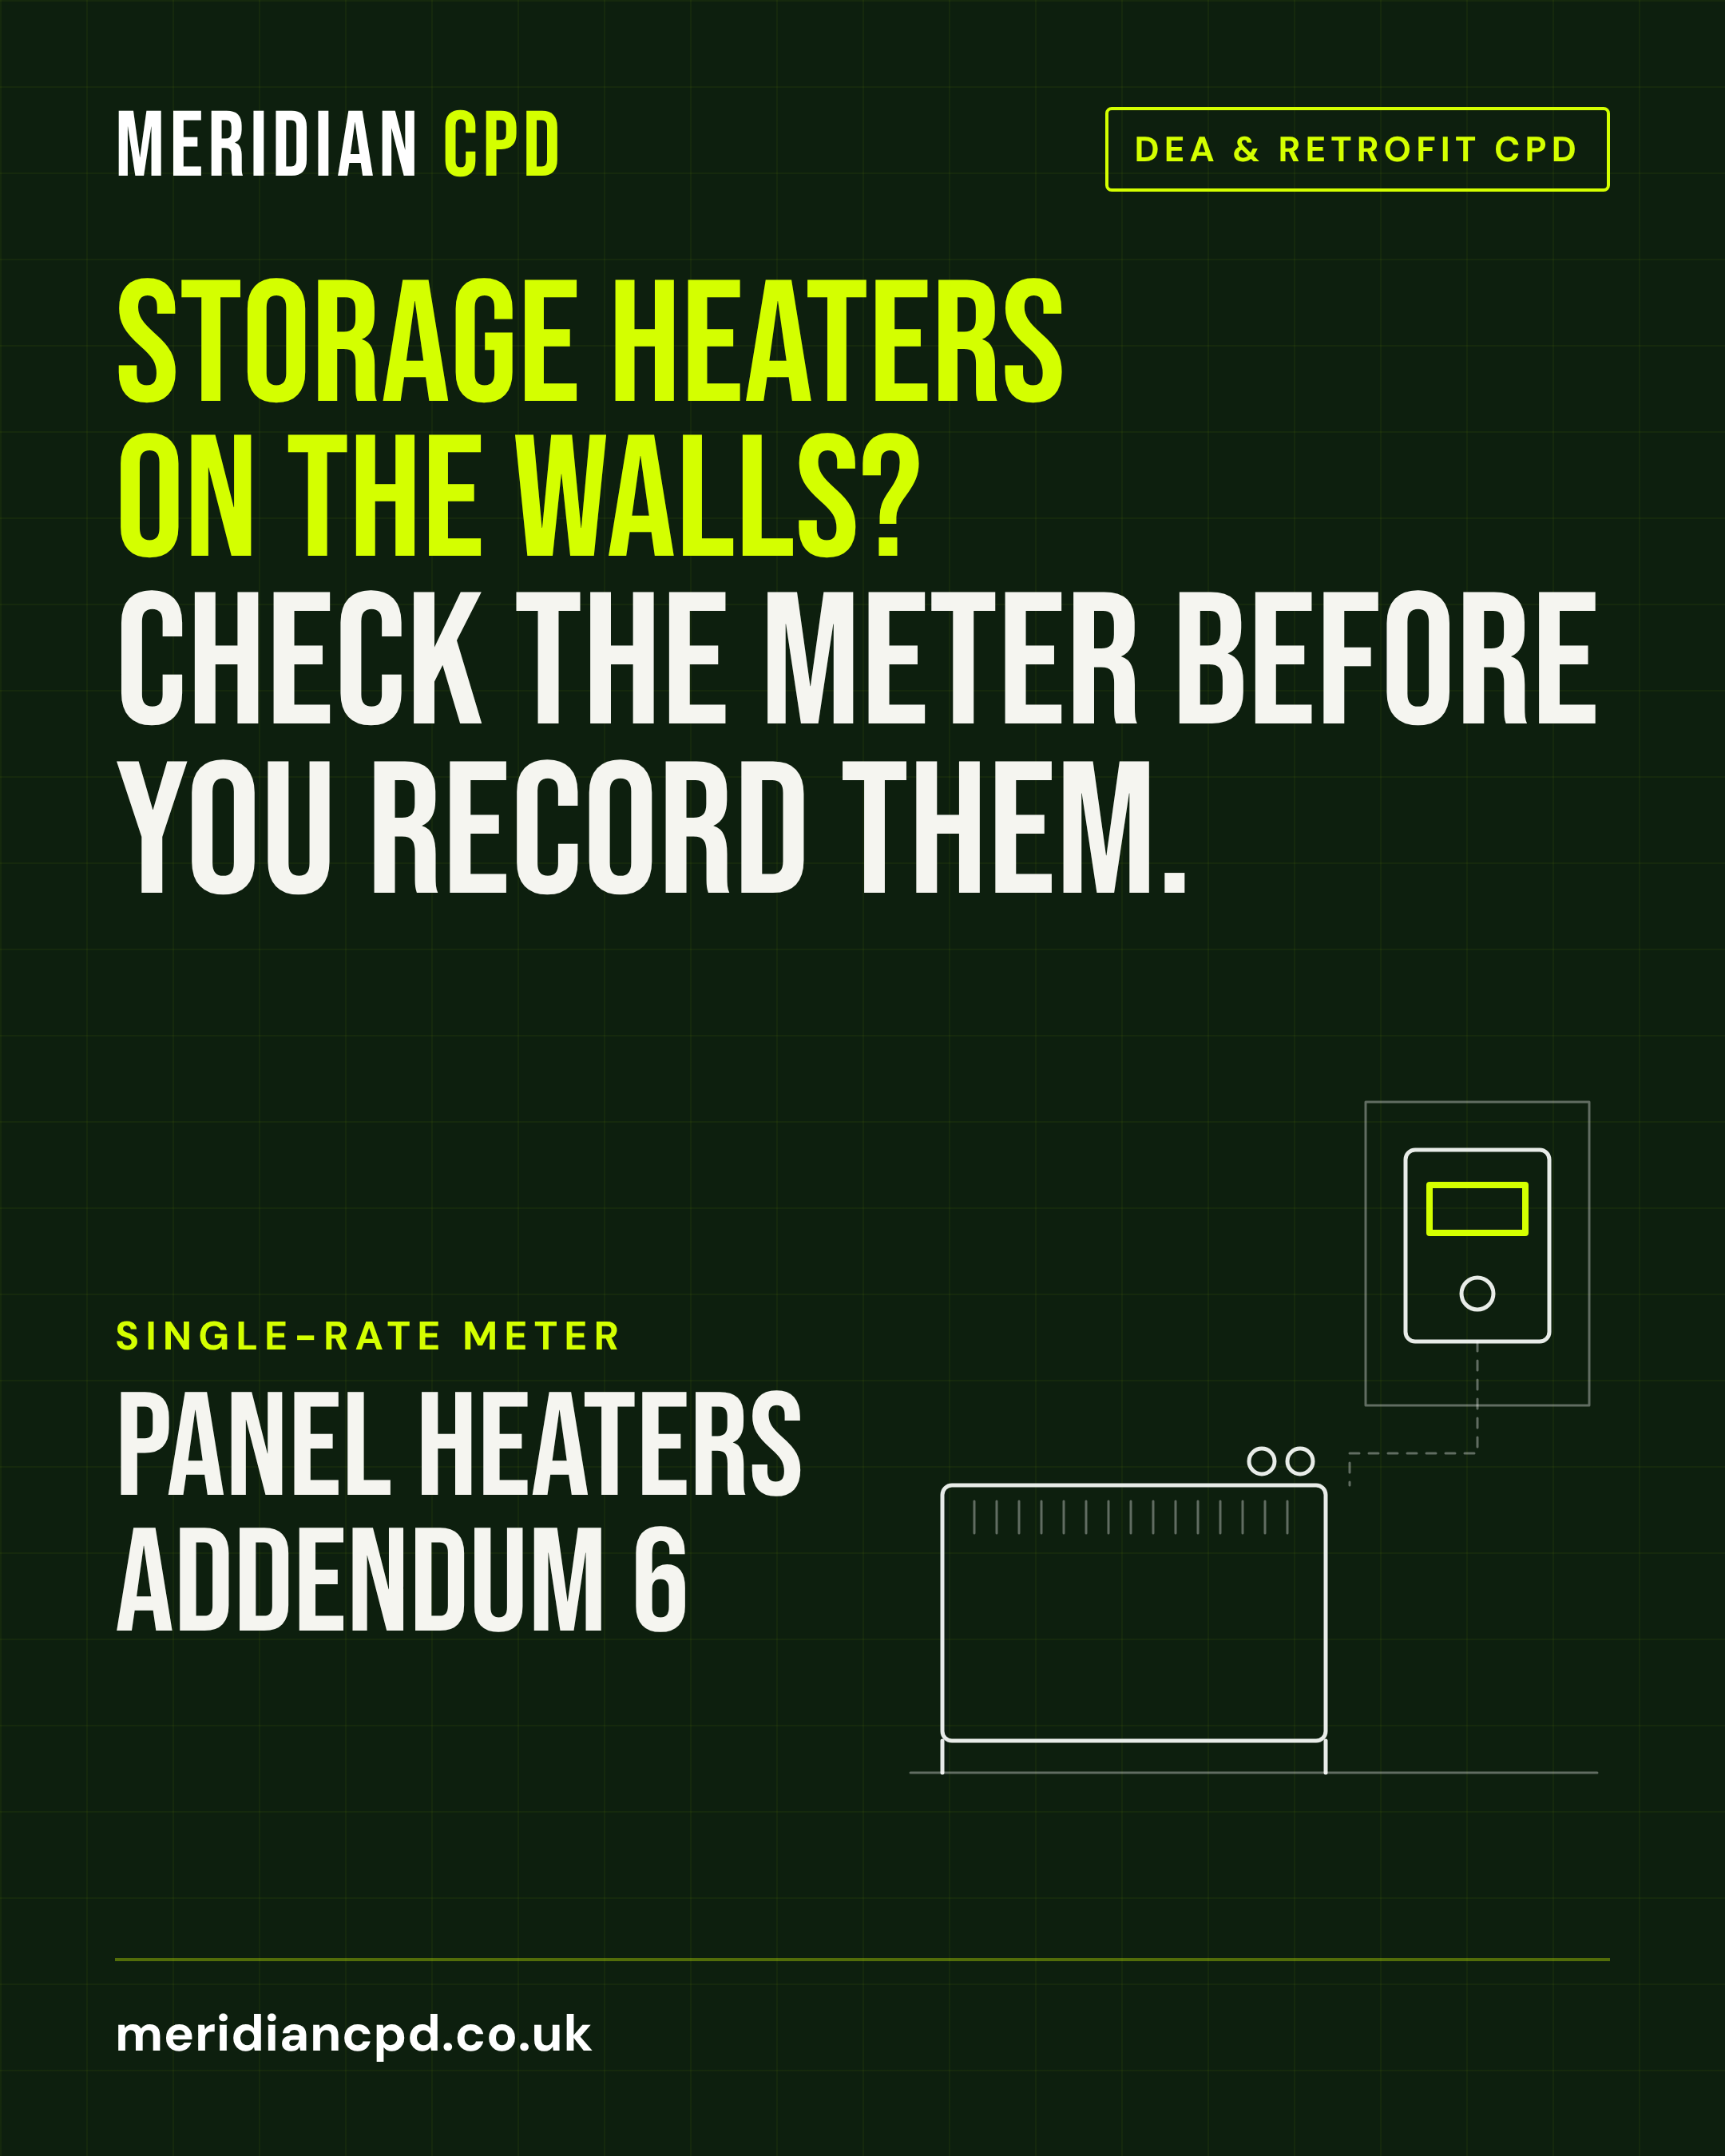 MERIDIAN CPD
DEA & RETROFIT CPD
STORAGE HEATERS
ON THE WALLS?
CHECK THE METER BEFORE
YOU RECORD THEM.
SINGLE-RATE METER
PANEL HEATERS
ADDENDUM 6
meridiancpd.co.uk